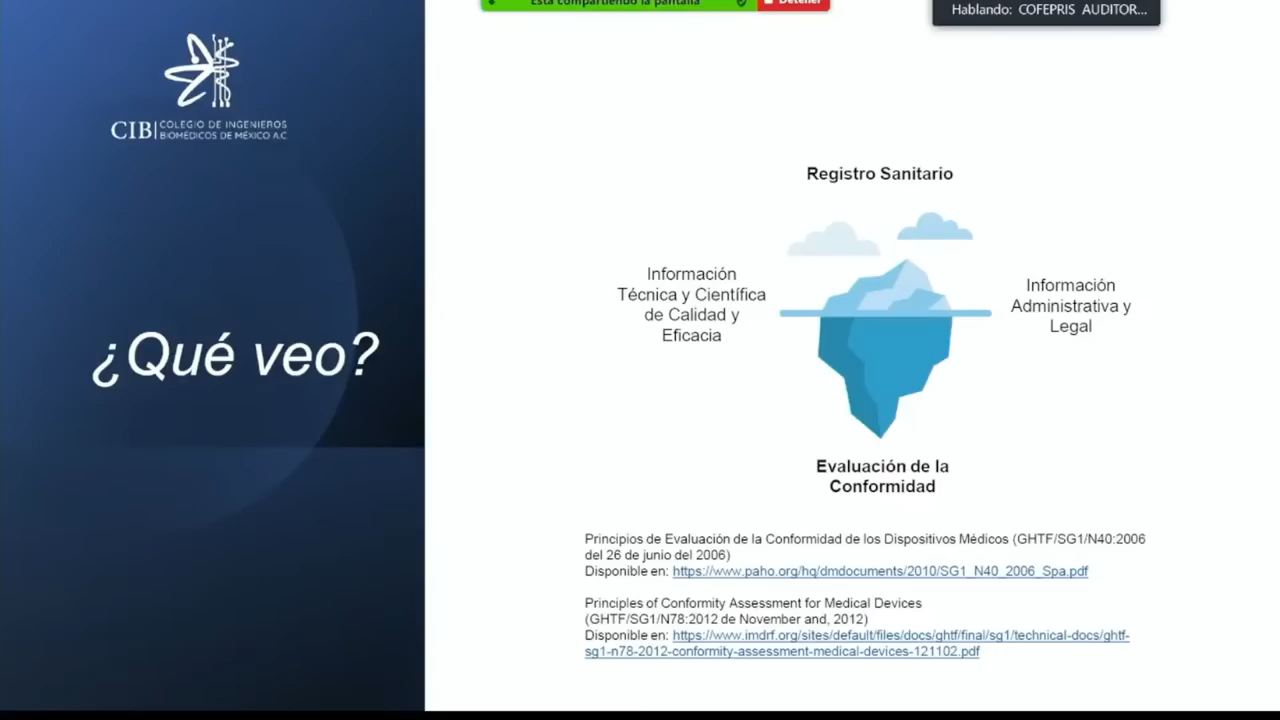 Está compartiendo la pantalla
Detener
Hablando: COFEPRIS AUDITOR...
CIB
COLEGIO DE INGENIEROS
BIOMÉDICOS DE MÉXICO A.C
¿Qué veo?
Registro Sanitario
Información
Técnica y Científica
de Calidad y
Eficacia
Información
Administrativa y
Legal
Evaluación de la
Conformidad
Principios de Evaluación de la Conformidad de los Dispositivos Médicos (GHTF/SG1/N40:2006
del 26 de junio del 2006)
Disponible en: https://www.paho.org/hq/dmdocuments/2010/SG1_N40_2006_Spa.pdf
Principles of Conformity Assessment for Medical Devices
(GHTF/SG1/N78:2012 de November and, 2012)
Disponible en: https://www.imdrf.org/sites/default/files/docs/ghtf/final/sg1/technical-docs/ghtf-
sg1-n78-2012-conformity-assessment-medical-devices-121102.pdf